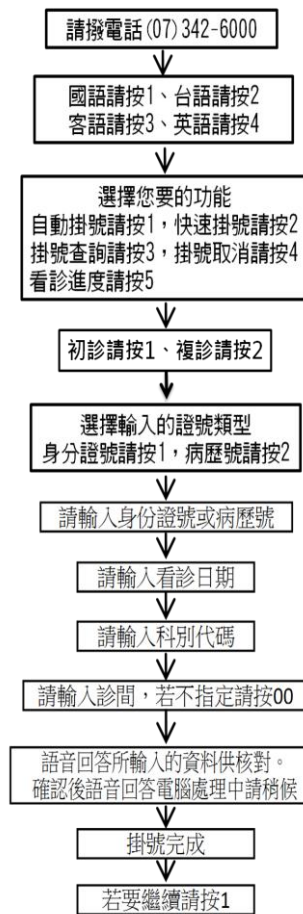 請撥電話(07)342-6000
國語請按1、台語請按2
客語請按3、英語請按4
選擇您要的功能
自動掛號請按1，快速掛號請按2
掛號查詢請按3，掛號取消請按4
看診進度請按5
初診請按1、複診請按2
選擇輸入的證號類型
身分證號請按1，病歷號請按2
請輸入身份證號或病歷號
請輸入看診日期
請輸入科別代碼
請輸入診間，若不指定請按00
語音回答所輸入的資料供核對。
確認後語音回答電腦處理中請稍候
掛號完成
若要繼續請按1